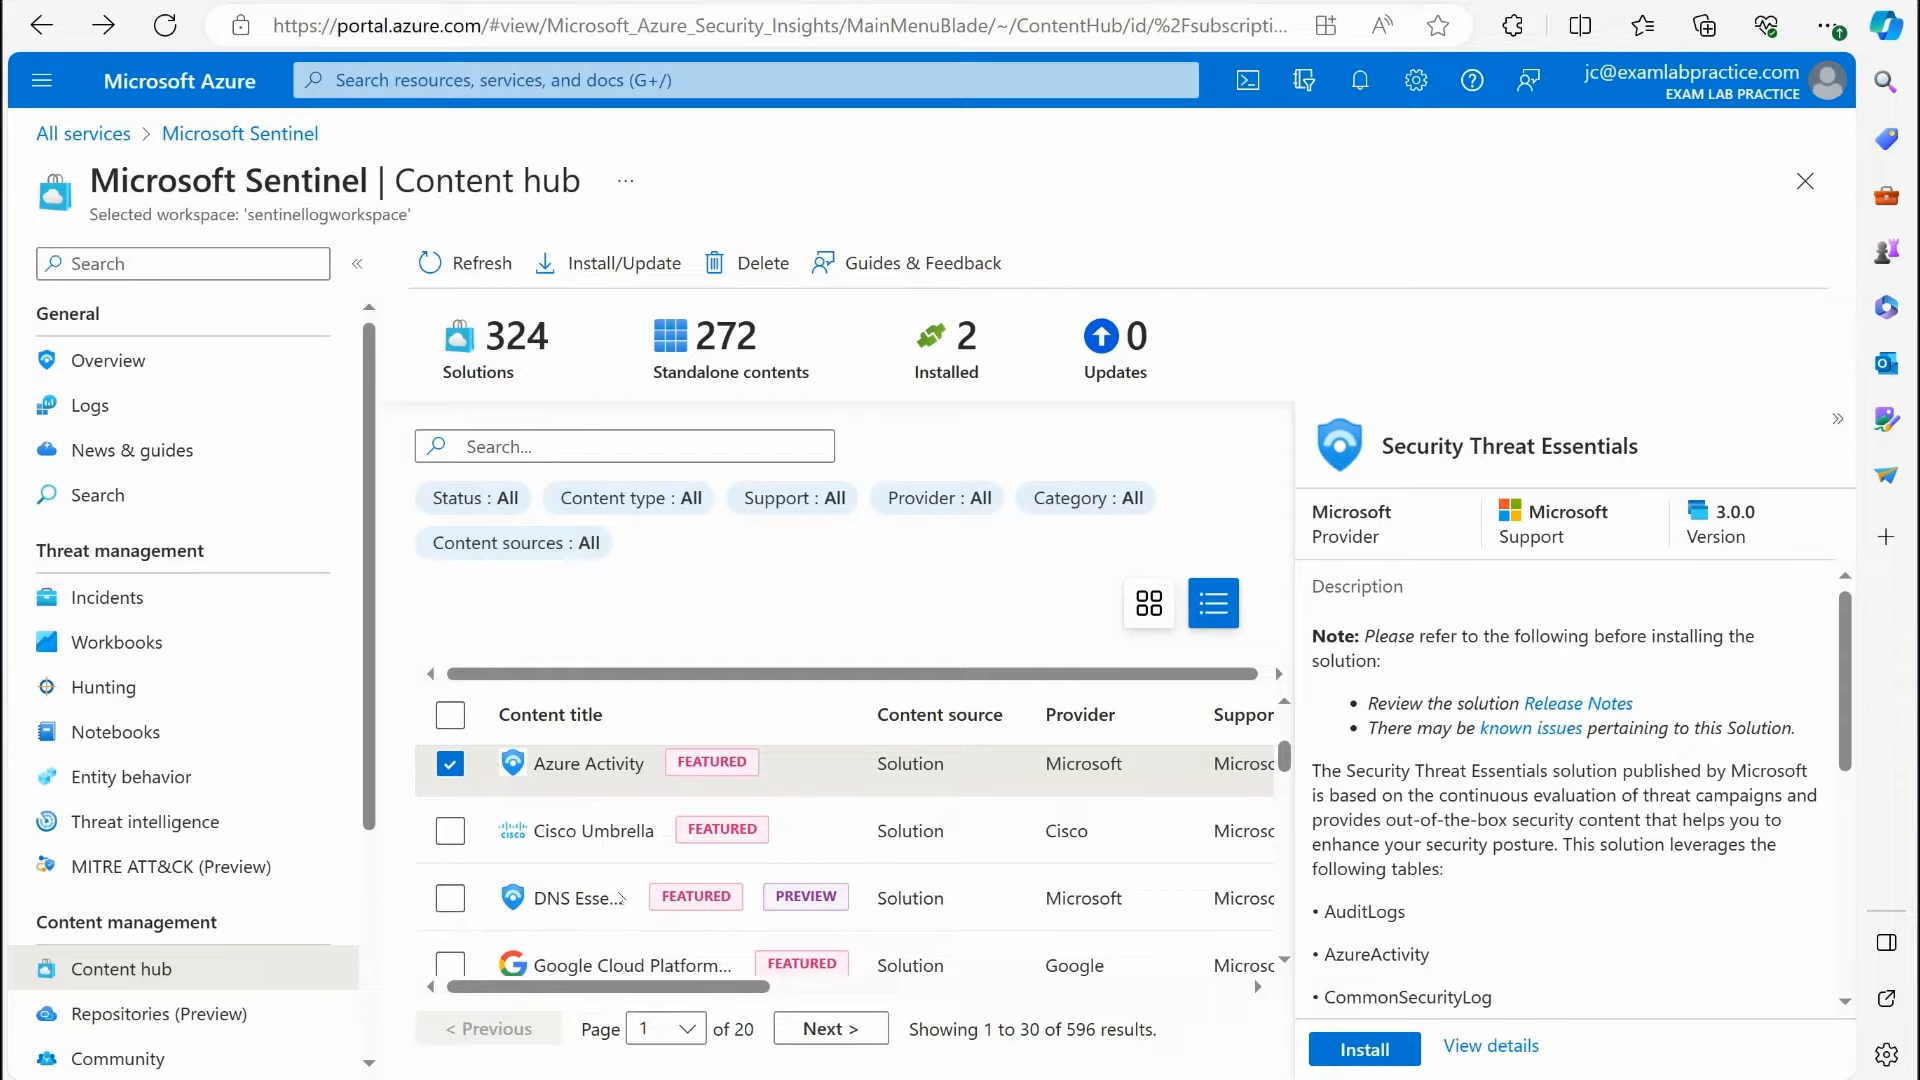 https://portal.azure.com/#view/Microsoft_Azure_Security_Insights/MainMenuBlade/~/ContentHub/id/%2Fsubscripti...
Microsoft Azure
Search resources, services, and docs (G+/)
jc@examlabpractice.com
EXAM LAB PRACTICE
All services > Microsoft Sentinel
Microsoft Sentinel | Content hub ...
Selected workspace: 'sentinellogworkspace'
Search
«
Refresh
Install/Update
Delete
Guides & Feedback
General
Overview
Logs
News & guides
Search
Threat management
Incidents
Workbooks
Hunting
Notebooks
Entity behavior
Threat intelligence
MITRE ATT&CK (Preview)
Content management
Content hub
Repositories (Preview)
Community
324
Solutions
272
Standalone contents
2
Installed
0
Updates
Search...
Status : All
Content type : All
Support : All
Provider : All
Category : All
Content sources : All
Content title Content source Provider Suppor
Azure Activity FEATURED Solution Microsoft Microsc
cisco Cisco Umbrella FEATURED Solution Cisco Microsc
DNS Esse... FEATURED PREVIEW Solution Microsoft Microsc
Google Cloud Platform... FEATURED Solution Google Microsc
< Previous Page 1 of 20 Next > Showing 1 to 30 of 596 results.
»
Security Threat Essentials
Microsoft
Provider
Microsoft
Support
3.0.0
Version
Description
Note: Please refer to the following before installing the
solution:
• Review the solution Release Notes
• There may be known issues pertaining to this Solution.
The Security Threat Essentials solution published by Microsoft
is based on the continuous evaluation of threat campaigns and
provides out-of-the-box security content that helps you to
enhance your security posture. This solution leverages the
following tables:
• AuditLogs
• AzureActivity
• CommonSecurityLog
Install
View details